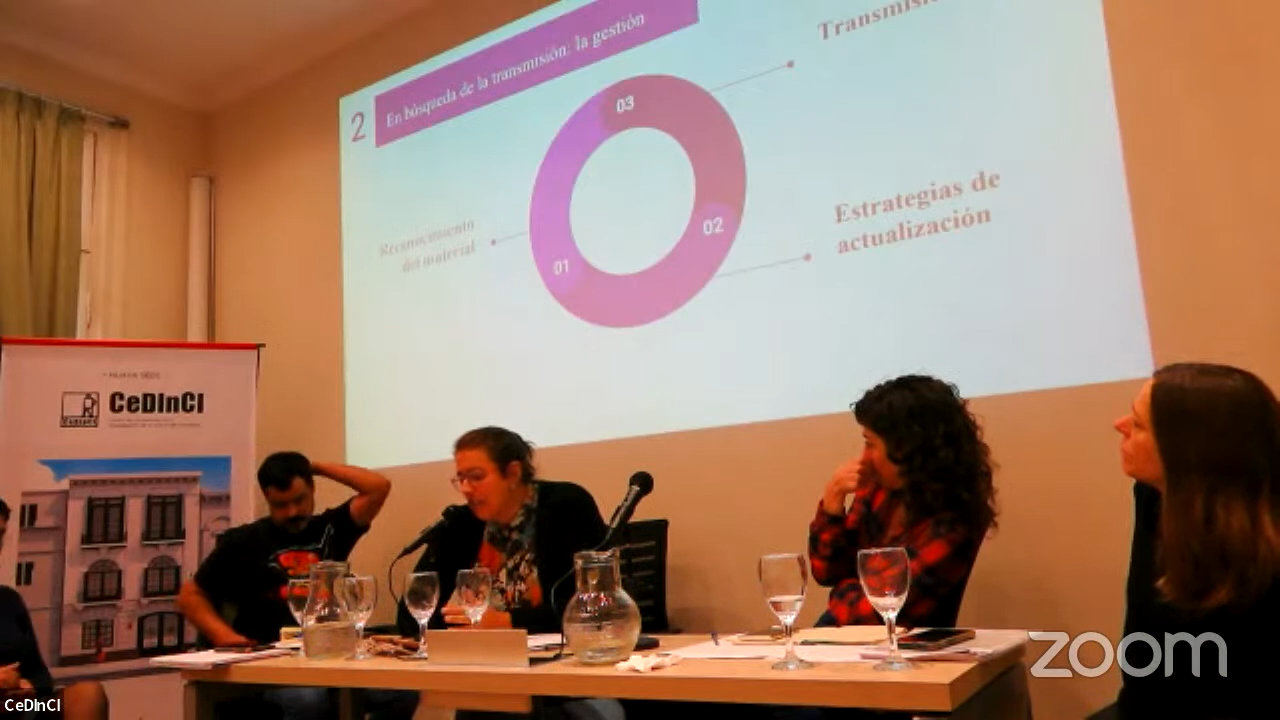 2
En búsqueda de la transmisión: la gestión
03
02
01
Reconocimiento
del material
Estrategias de
actualización
CeDInCI
zoom
CeDInCI